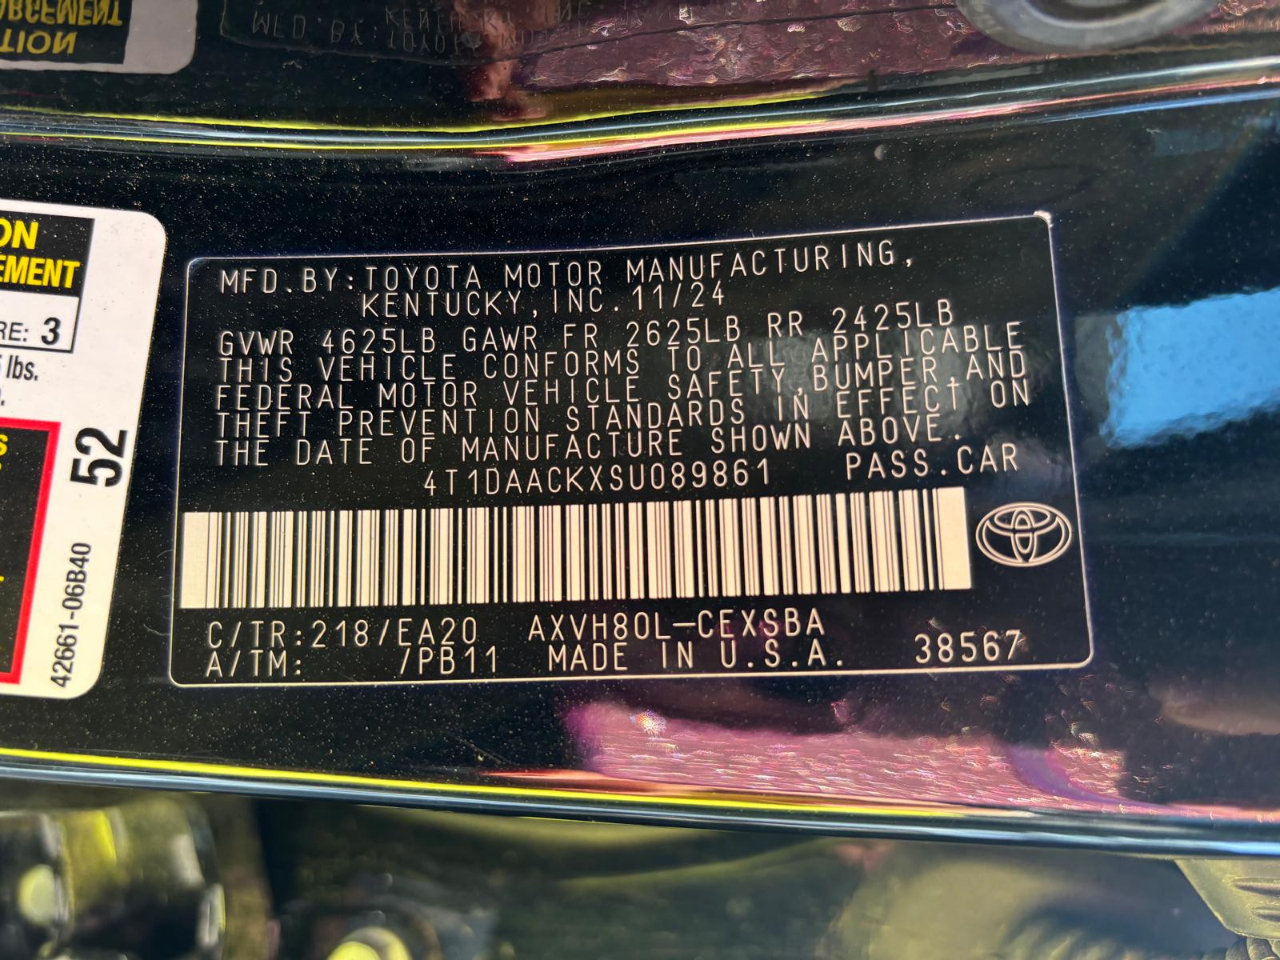 ON
EMENT
RE: 3
lbs.
52
42661-06B40
MFD.BY:TOYOTA MOTOR MANUFACTURING,
KENTUCKY,INC.11/24
GVWR 4625LB GAWR FR 2625LB RR 2425LB
THIS VEHICLE CONFORMS TO ALL APPLICABLE
FEDERAL MOTOR VEHICLE SAFETY,BUMPER,AND
THEFT PREVENTION STANDARDS IN EFFECT ON
THE DATE OF MANUFACTURE SHOWN ABOVE.
4T1DAACKXSU089861 PASS.CAR
C/TR:218/EA20 AXVH80L-CEXSBA
A/TM: /PB11 MADE IN U.S.A. 38567